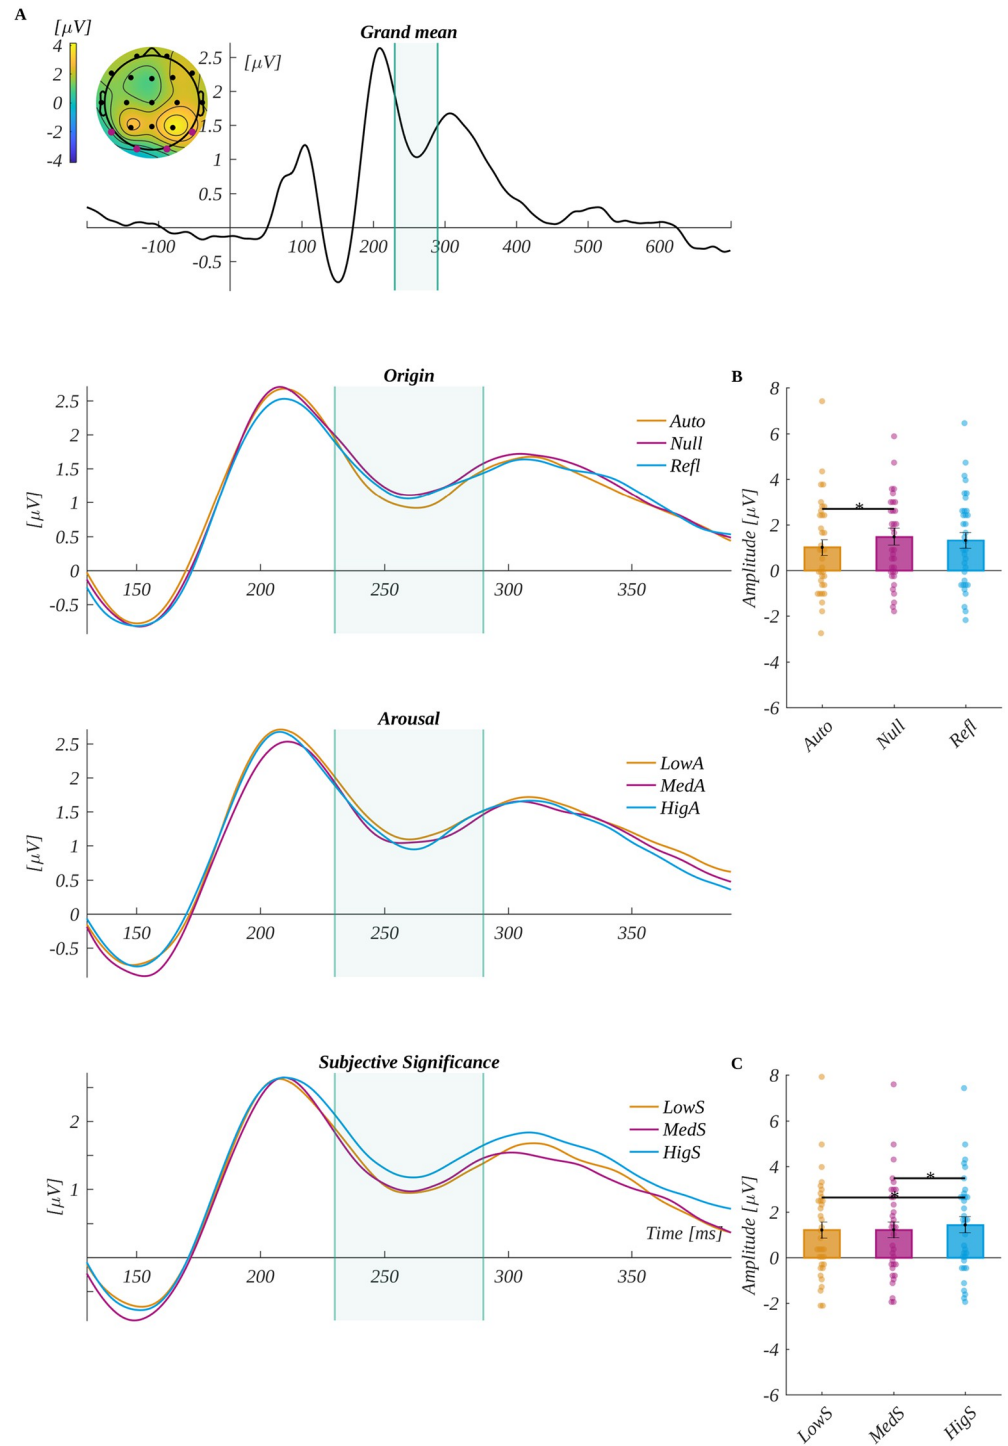 A
[μV]
4
2
0
-2
-4
Grand mean
[μV]
2.5
2
1.5
1
0.5
-0.5
-100
100
200
300
400
500
600
Origin
[μV]
2.5
2
1.5
1
0.5
0
-0.5
150
200
250
300
350
Auto
Null
Refl
B
Amplitude [μV]
8
6
4
2
0
-2
-4
-6
*
Auto
Null
Refl
Arousal
[μV]
2.5
2
1.5
1
0.5
0
-0.5
150
200
250
300
350
LowA
MedA
HigA
Subjective Significance
[μV]
2
1
150
200
250
300
350
LowS
MedS
HigS
Time [ms]
C
Amplitude [μV]
8
6
4
2
0
-2
-4
-6
*
*
LowS
MedS
HigS